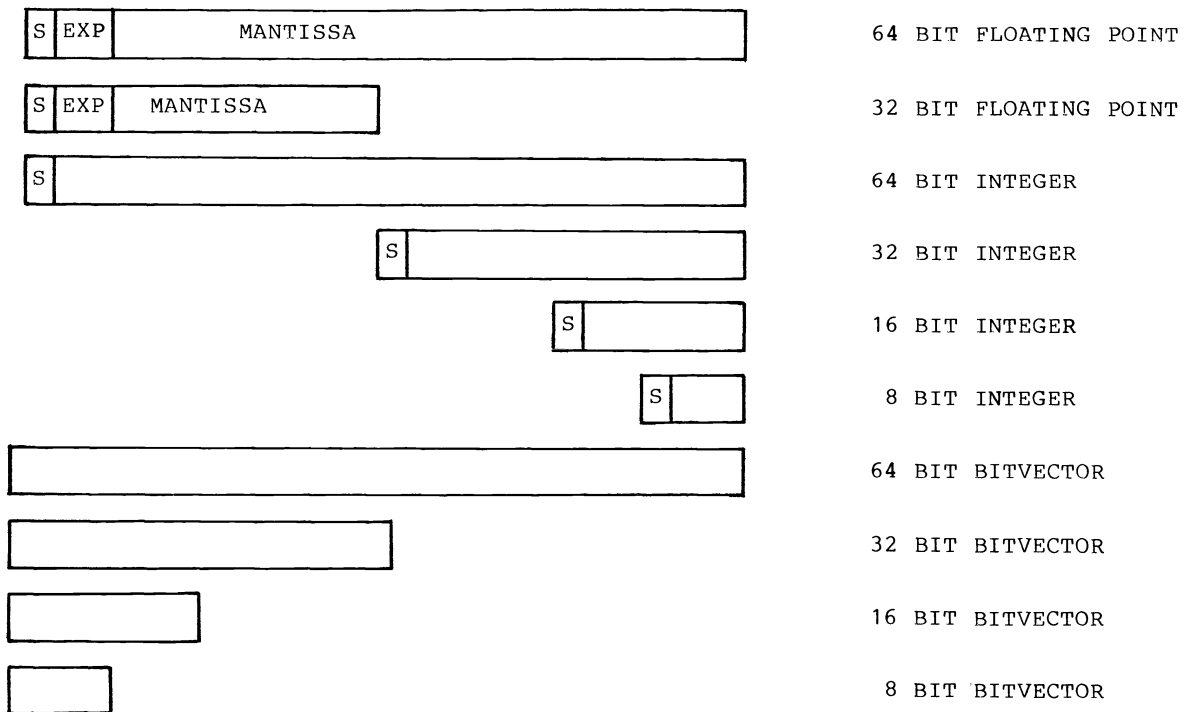 S EXP MANTISSA 64 BIT FLOATING POINT
S EXP MANTISSA 32 BIT FLOATING POINT
S 64 BIT INTEGER
S 32 BIT INTEGER
S 16 BIT INTEGER
S 8 BIT INTEGER
64 BIT BITVECTOR
32 BIT BITVECTOR
16 BIT BITVECTOR
8 BIT BITVECTOR